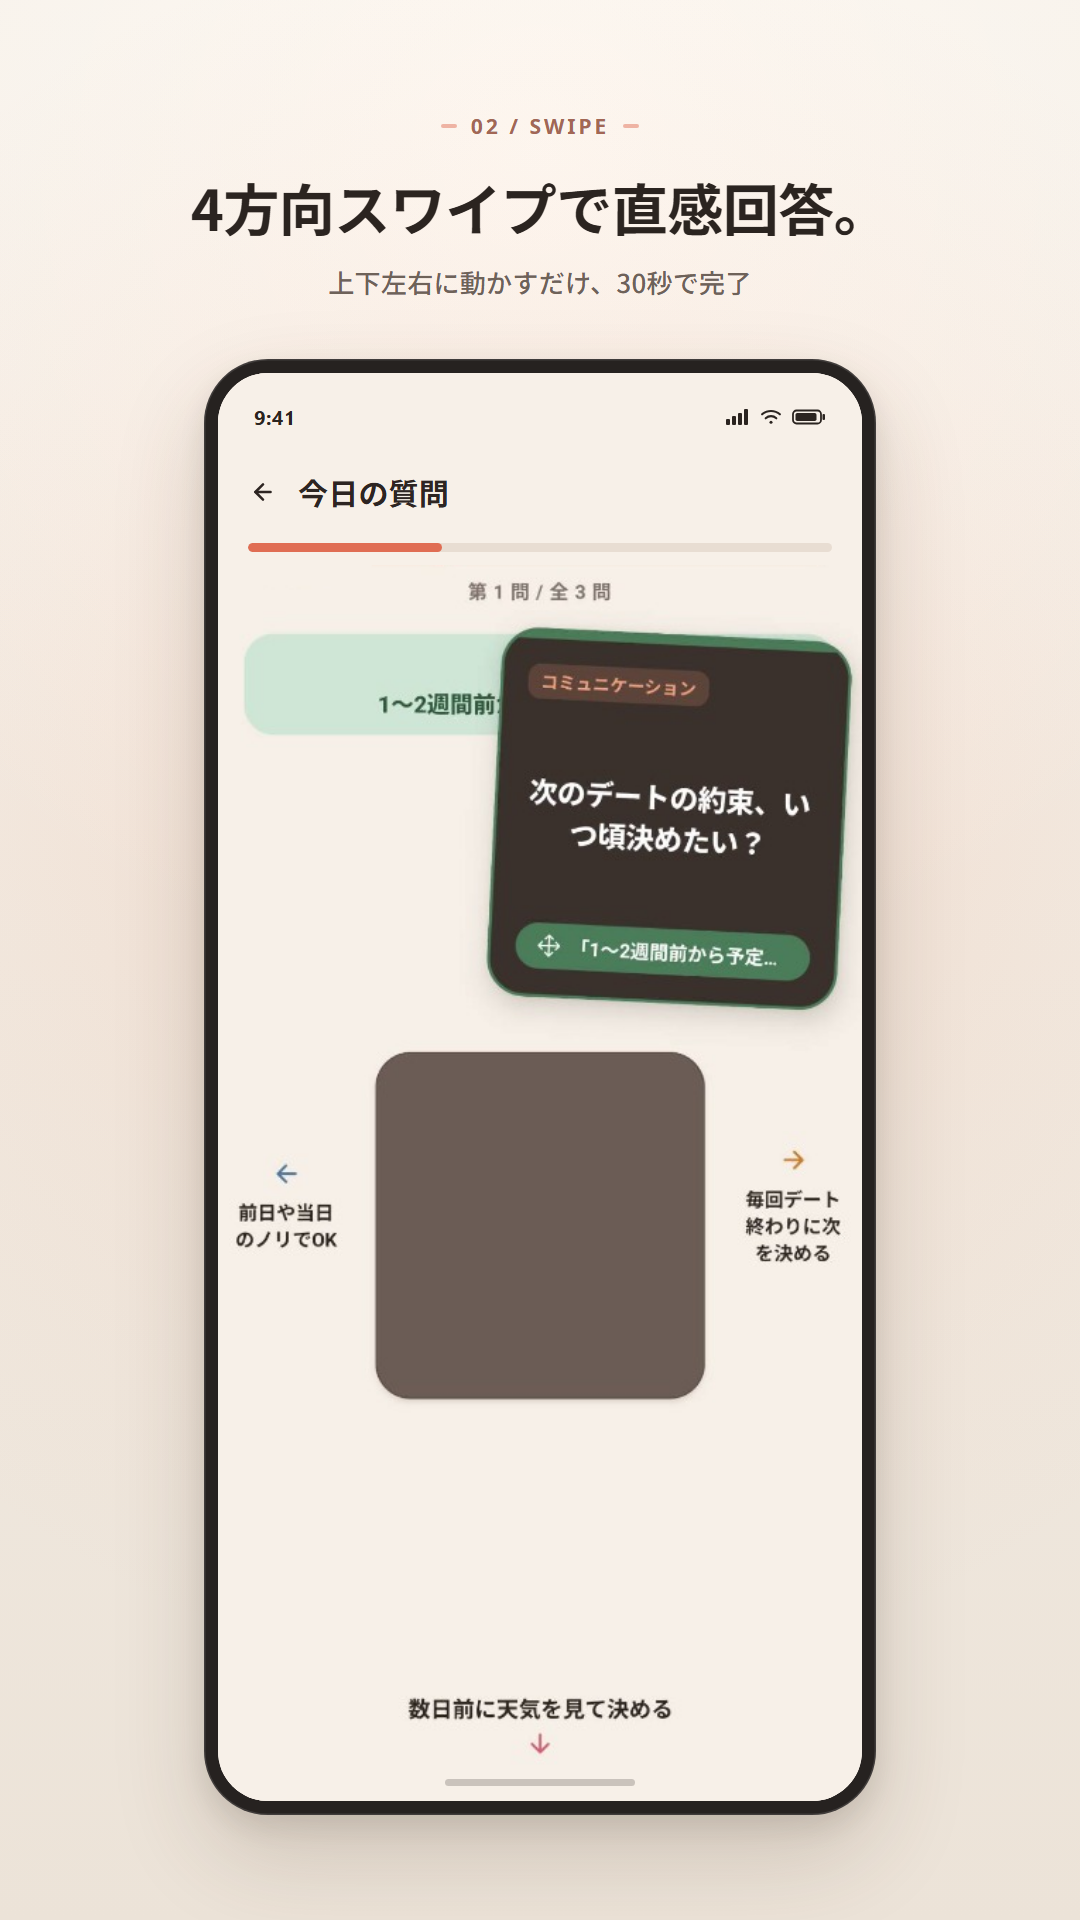 02 / SWIPE
4方向スワイプで直感回答。
上下左右に動かすだけ、30秒で完了
9:41
今日の質問
第 1 問 / 全 3 問
1〜2週間前
コミュニケーション
次のデートの約束、い
つ頃決めたい？
「1〜2週間前から予定...
前日や当日
のノリでOK
毎回デート
終わりに次
を決める
数日前に天気を見て決める